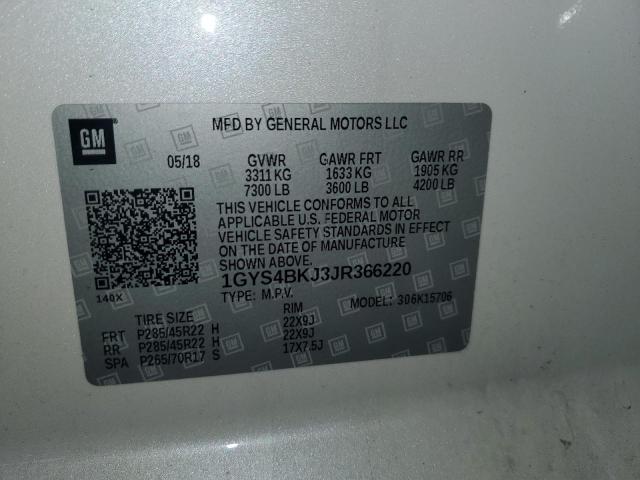 GM
MFD BY GENERAL MOTORS LLC
05/18 GVWR GAWR FRT GAWR RR
3311 KG 1633 KG 1905 KG
7300 LB 3600 LB 4200 LB
THIS VEHICLE CONFORMS TO ALL
APPLICABLE U.S. FEDERAL MOTOR
VEHICLE SAFETY STANDARDS IN EFFECT
ON THE DATE OF MANUFACTURE
SHOWN ABOVE.
140X 1GYS4BKJ3JR366220
TYPE: M.P.V. MODEL: 306K15706
TIRE SIZE RIM
FRT P285/45R22 H 22X9J
RR P285/45R22 H 22X9J
SPA P265/70R17 S 17X7.5J